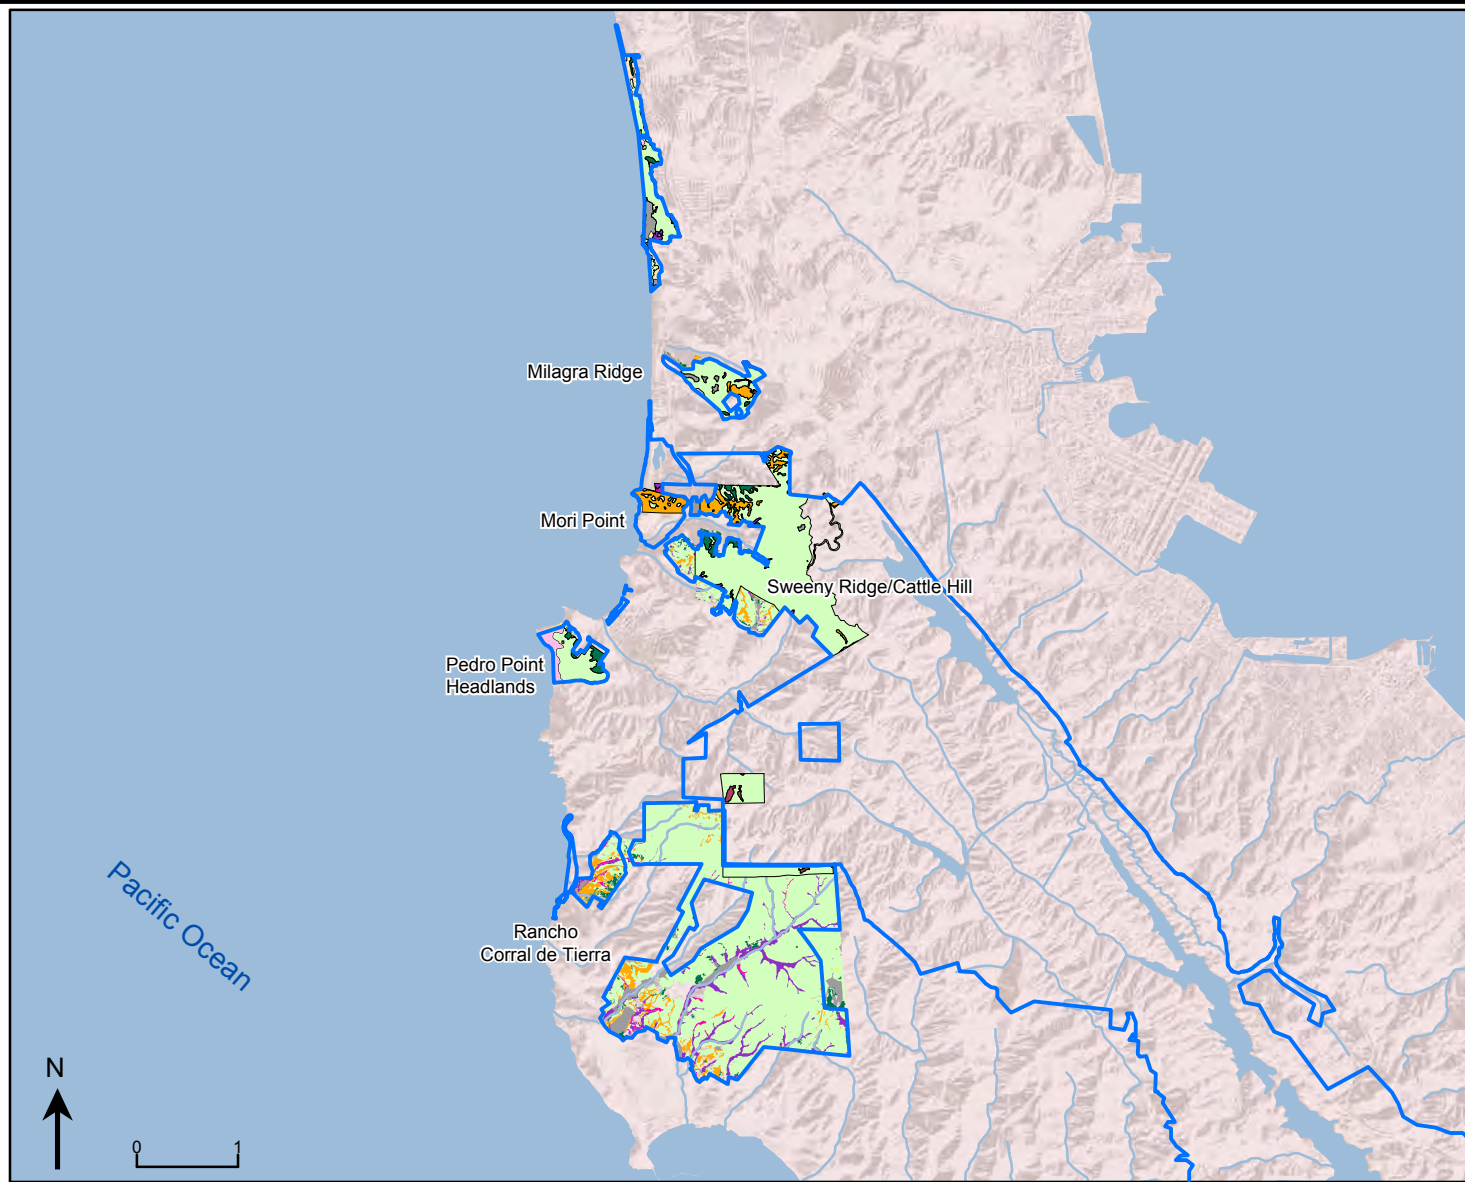 Milagra Ridge
Mori Point
Sweeny Ridge/Cattle Hill
Pedro Point
Headlands
Pacific Ocean
Rancho
Corral de Tierra
N
0 1